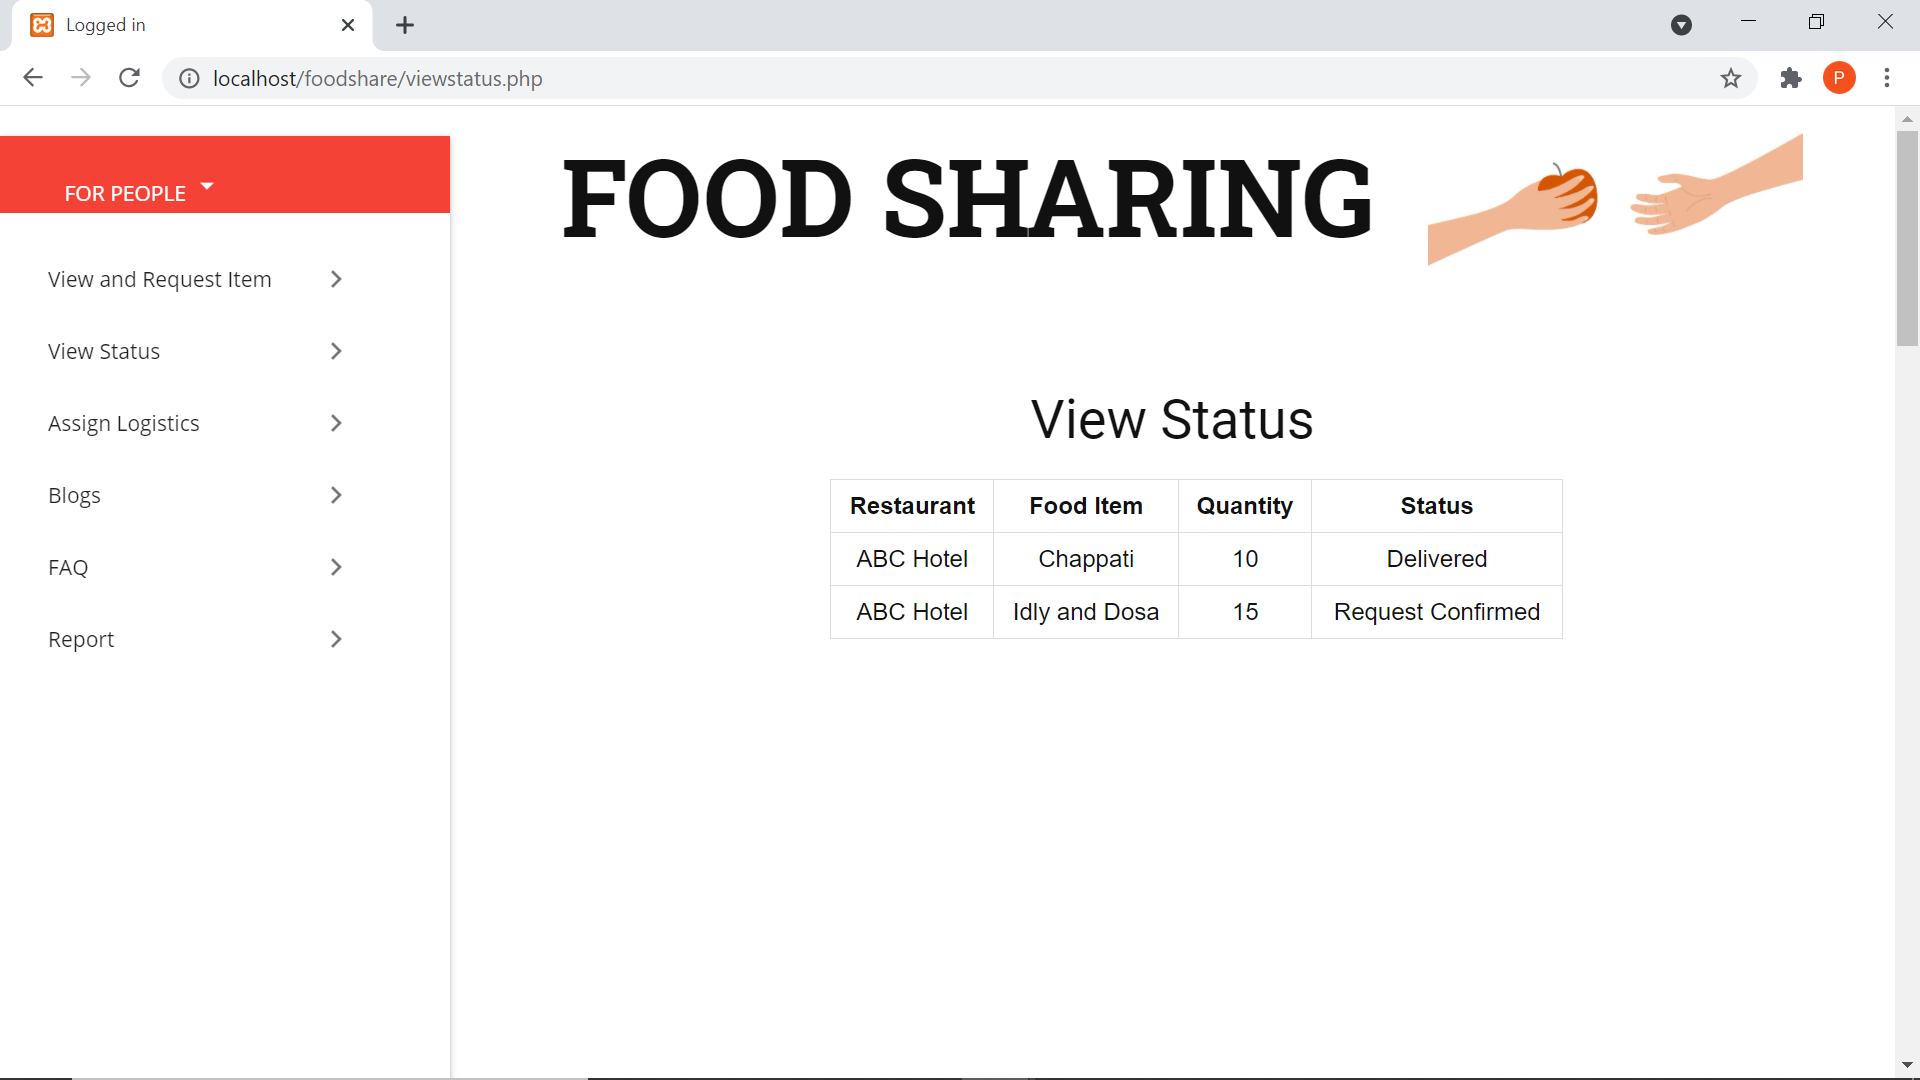 Logged in
localhost/foodshare/viewstatus.php
P
FOR PEOPLE
View and Request Item
View Status
Assign Logistics
Blogs
FAQ
Report
FOOD SHARING
View Status
Restaurant Food Item Quantity Status
ABC Hotel Chappati 10 Delivered
ABC Hotel Idly and Dosa 15 Request Confirmed